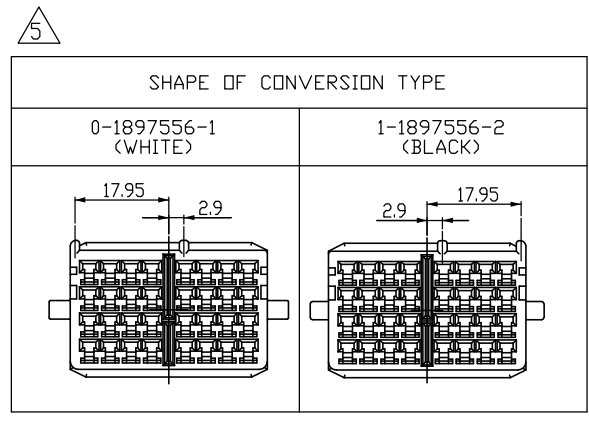 5
SHAPE OF CONVERSION TYPE
0-1897556-1
(WHITE)
1-1897556-2
(BLACK)
17.95
2.9
17.95
2.9